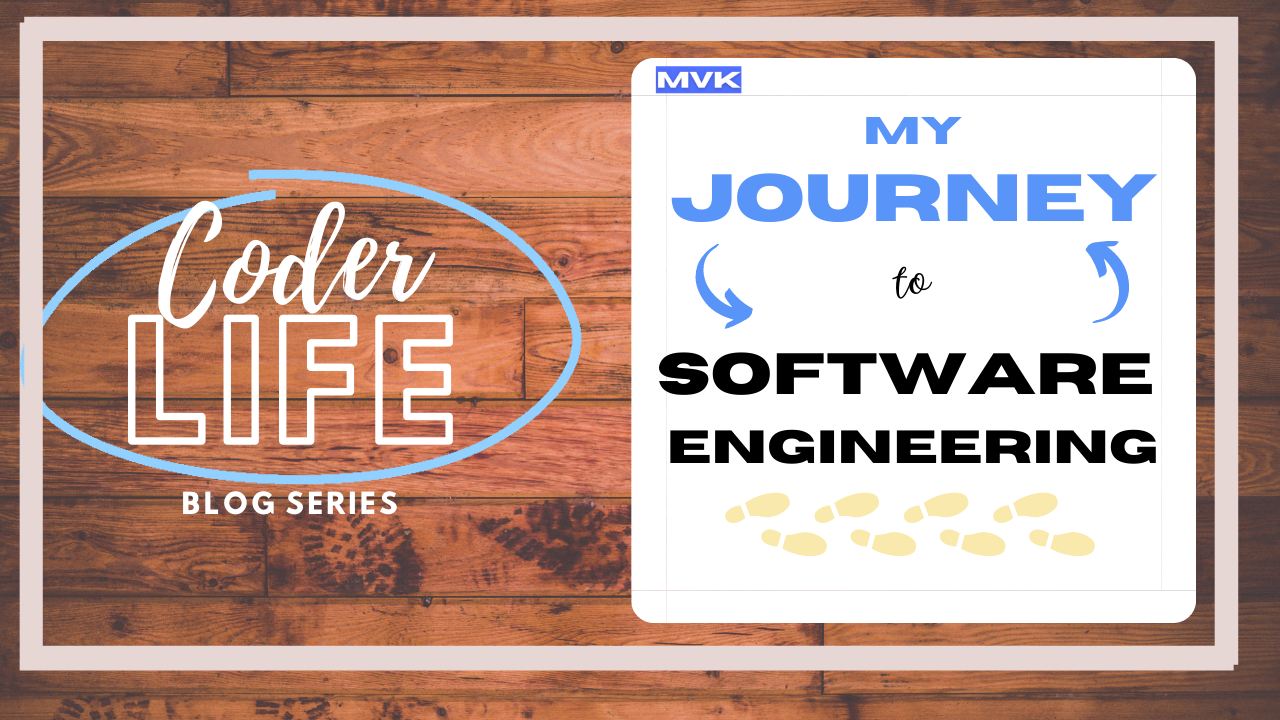 Coder
LIFE
BLOG SERIES
MVK
MY
JOURNEY
to
SOFTWARE
ENGINEERING